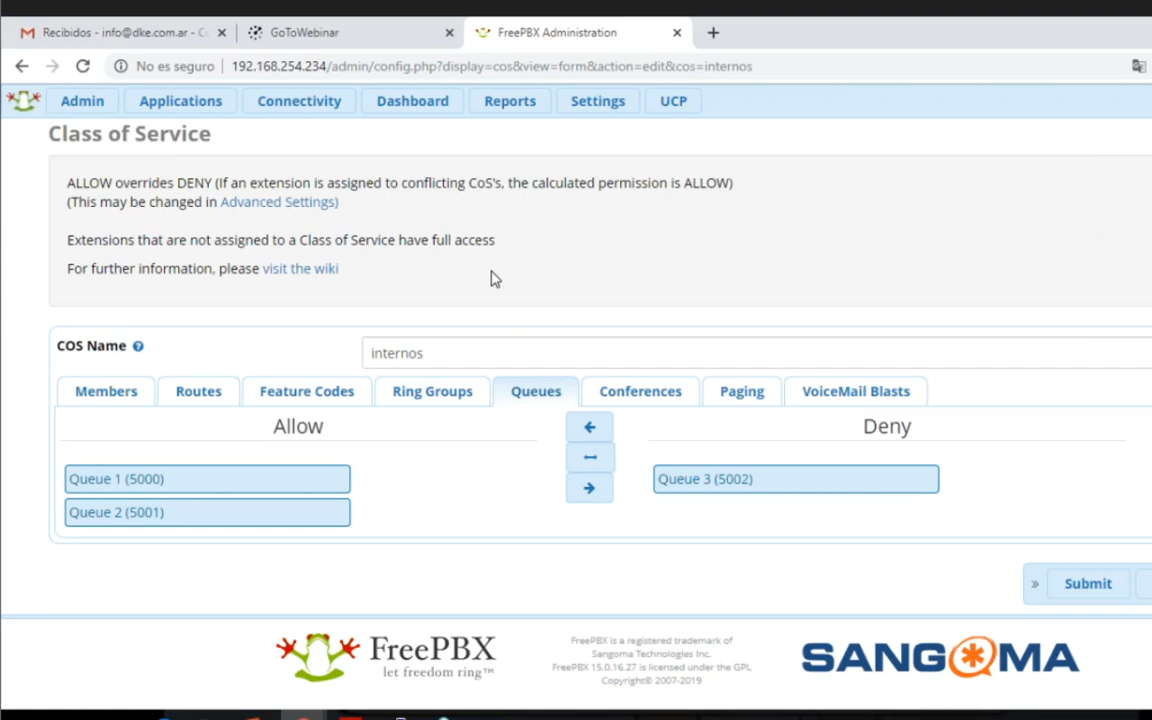 Recibidos - info@dke.com.ar - Co
GoToWebinar
FreePBX Administration
No es seguro | 192.168.254.234/admin/config.php?display=cos&view=form&action=edit&cos=internos
Admin Applications Connectivity Dashboard Reports Settings UCP
Class of Service
ALLOW overrides DENY (If an extension is assigned to conflicting CoS's, the calculated permission is ALLOW)
(This may be changed in Advanced Settings)
Extensions that are not assigned to a Class of Service have full access
For further information, please visit the wiki
COS Name
internos
Members Routes Feature Codes Ring Groups Queues Conferences Paging VoiceMail Blasts
Allow
Deny
Queue 1 (5000)
Queue 3 (5002)
Queue 2 (5001)
» Submit
FreePBX
let freedom ring™
FreePBX is a registered trademark of
Sangoma Technologies Inc.
FreePBX 15.0.16.27 is licensed under the GPL
Copyright© 2007-2019
SANGOMA